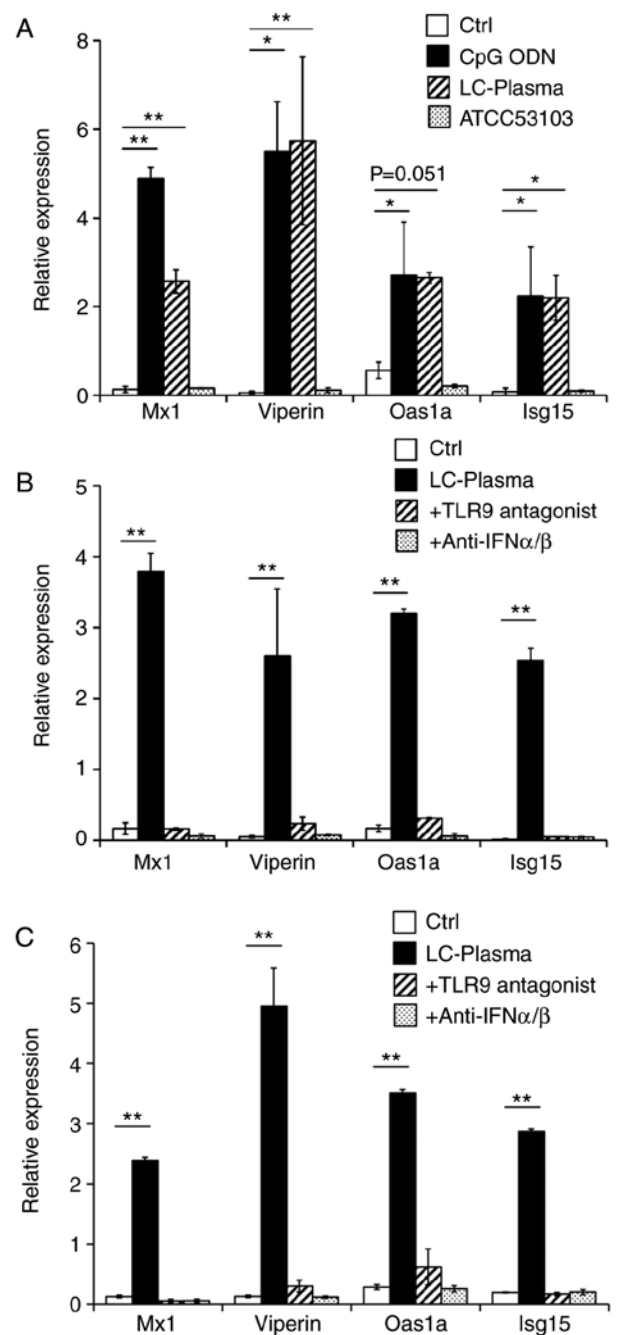 A
Ctrl
CpG ODN
LC-Plasma
ATCC53103
Relative expression
8
6
4
2
0
**
**
**
*
P=0.051
*
*
*
Mx1 Viperin Oas1a Isg15
B
Ctrl
LC-Plasma
+TLR9 antagonist
+Anti-IFNα/β
Relative expression
5
4
3
2
1
0
**
**
**
**
Mx1 Viperin Oas1a Isg15
C
Ctrl
LC-Plasma
+TLR9 antagonist
+Anti-IFNα/β
Relative expression
6
5
4
3
2
1
0
**
**
**
**
Mx1 Viperin Oas1a Isg15